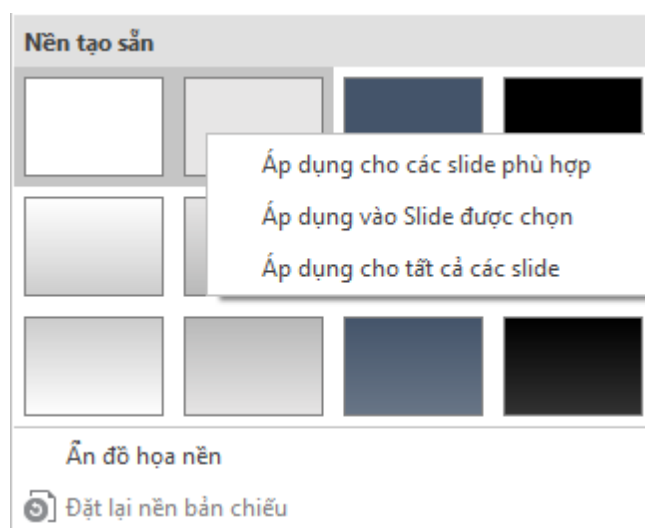 Nền tạo sẵn
Áp dụng cho các slide phù hợp
Áp dụng vào Slide được chọn
Áp dụng cho tất cả các slide
Ẩn đồ họa nền
Đặt lại nền bản chiếu